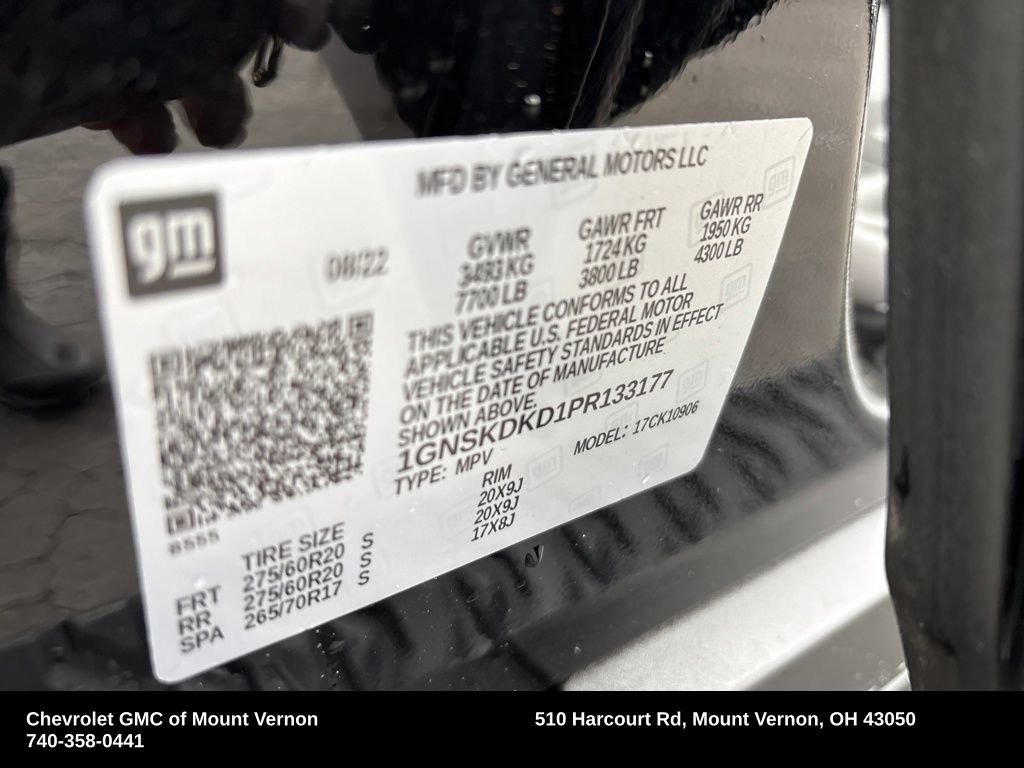 gm
MFD BY GENERAL MOTORS LLC
08/22
GVWR GAWR FRT GAWR RR
3493 KG 1724 KG 1950 KG
7700 LB 3800 LB 4300 LB
THIS VEHICLE CONFORMS TO ALL
APPLICABLE U.S. FEDERAL MOTOR
VEHICLE SAFETY STANDARDS IN EFFECT
ON THE DATE OF MANUFACTURE
SHOWN ABOVE.
1GNSKDKD1PR133177
TYPE: MPV MODEL: 17CK10906
8555
TIRE SIZE RIM
FRT 275/60R20 S 20X9J
RR 275/60R20 S 20X9J
SPA 265/70R17 S 17X8J
Chevrolet GMC of Mount Vernon
740-358-0441
510 Harcourt Rd, Mount Vernon, OH 43050